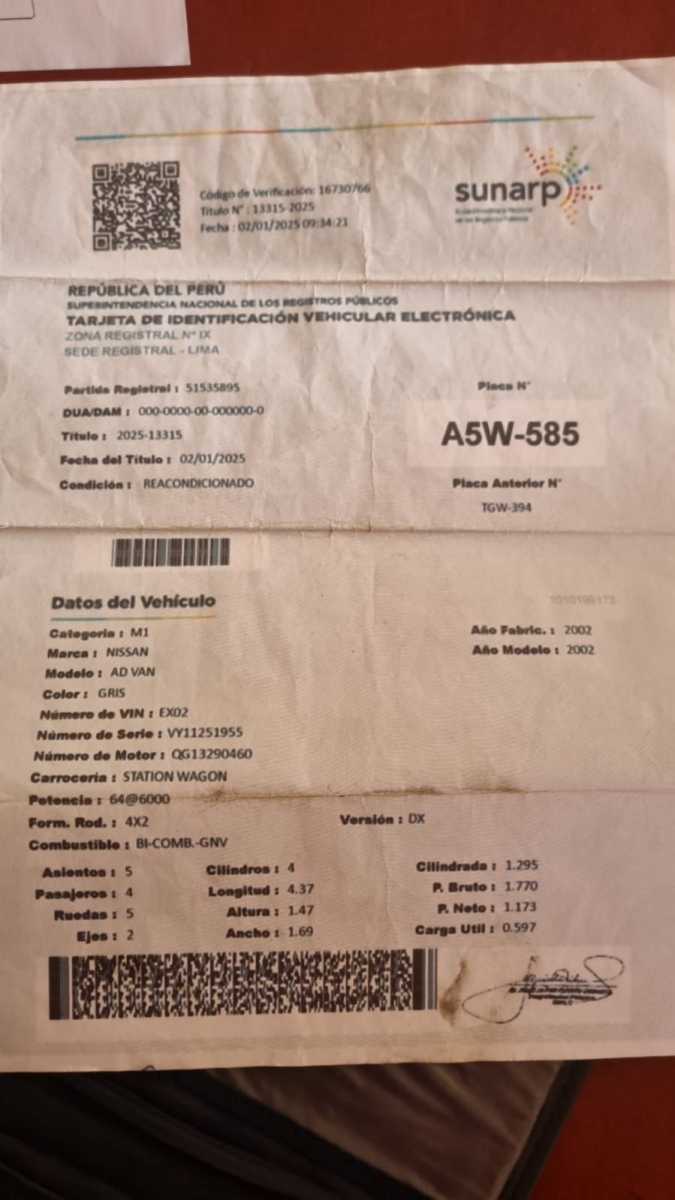 Código de Verificación: 16730766
Título N° : 13315-2025
Fecha : 02/01/2025 09:34:21
sunarp
Superintendencia Nacional
de los Registros Públicos
REPÚBLICA DEL PERÚ
SUPERINTENDENCIA NACIONAL DE LOS REGISTROS PÚBLICOS
TARJETA DE IDENTIFICACIÓN VEHICULAR ELECTRÓNICA
ZONA REGISTRAL N° IX
SEDE REGISTRAL - LIMA
Partida Registral : 51535895
DUA/DAM : 000-0000-00-000000-0
Título : 2025-13315
Fecha del Título : 02/01/2025
Condición : REACONDICIONADO
Placa N°
A5W-585
Placa Anterior N°
TGW-394
Datos del Vehículo
Categoría : M1
Marca : NISSAN
Modelo : AD VAN
Color : GRIS
Número de VIN : EX02
Número de Serie : VY11251955
Número de Motor : QG13290460
Carrocería : STATION WAGON
Potencia : 64@6000
Form. Rod. : 4X2
Combustible : BI-COMB.-GNV
Año Fabric. : 2002
Año Modelo : 2002
Versión : DX
Asientos : 5
Pasajeros : 4
Ruedas : 5
Ejes : 2
Cilindros : 4
Longitud : 4.37
Altura : 1.47
Ancho : 1.69
Cilindrada : 1.295
P. Bruto : 1.770
P. Neto : 1.173
Carga Util : 0.597